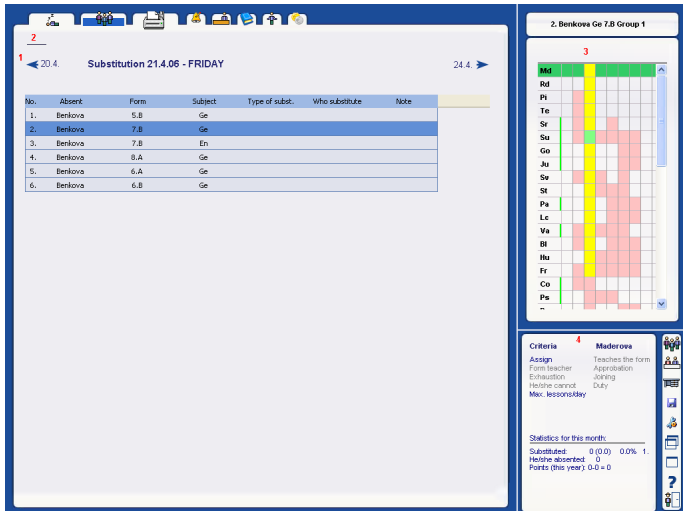 2
1
20.4.
Substitution 21.4.06 - FRIDAY
24.4.
No. Absent Form Subject Type of subst. Who substitute Note
1. Benkova 5.B Ge
2. Benkova 7.B Ge
3. Benkova 7.B En
4. Benkova 8.A Ge
5. Benkova 6.A Ge
6. Benkova 6.B Ge
2. Benkova Ge 7.B Group 1
3
Md
Rd
Pi
Te
Sr
Su
Go
Ju
Sv
St
Pa
Lc
Va
Bl
Hu
Fr
Co
Ps
4
Criteria Maderova
Assign Teaches the form
Form teacher Approbation
Exhaustion Joining
He/she cannot Duty
Max. lessons/day
Statistics for this month:
Substituted: 0 (0.0) 0.0% 1.
He/she absented: 0
Points (this year): 0-0 = 0
?